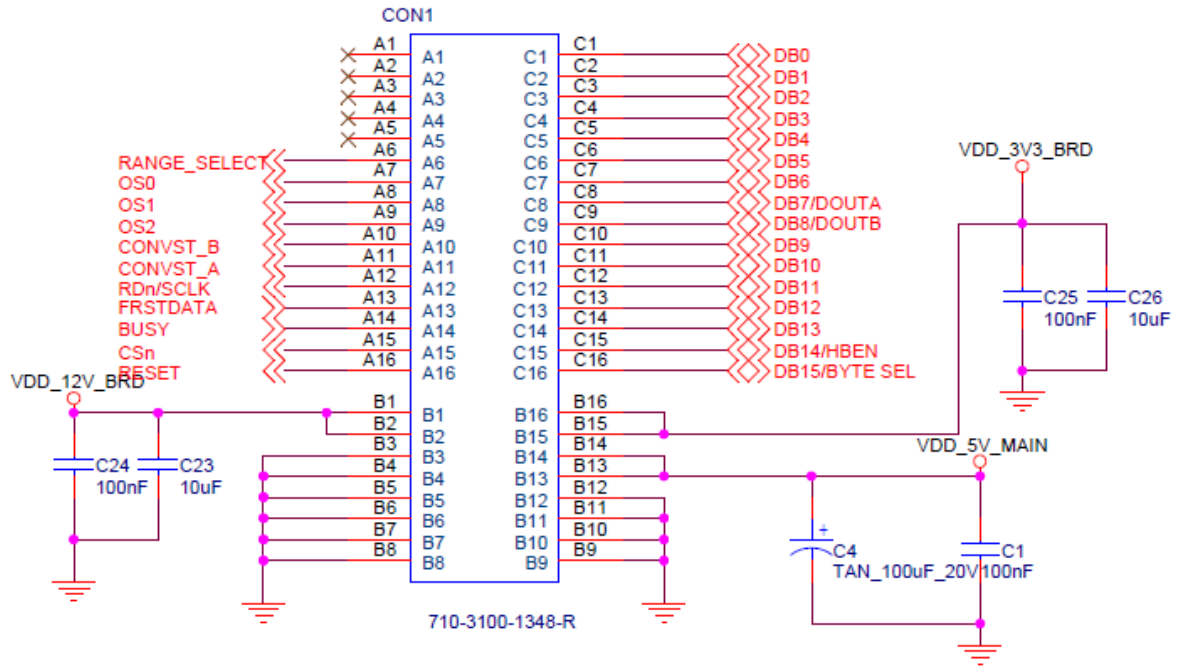 CON1
A1 A1 C1 C1 DB0
A2 A2 C2 C2 DB1
A3 A3 C3 C3 DB2
A4 A4 C4 C4 DB3
A5 A5 C5 C5 DB4
RANGE_SELECT A6 A6 C6 C6 DB5
OS0 A7 A7 C7 C7 DB6
OS1 A8 A8 C8 C8 DB7/DOUTA
OS2 A9 A9 C9 C9 DB8/DOUTB
CONVST_B A10 A10 C10 C10 DB9
CONVST_A A11 A11 C11 C11 DB10
RDn/SCLK A12 A12 C12 C12 DB11
FRSTDATA A13 A13 C13 C13 DB12
BUSY A14 A14 C14 C14 DB13
CSn A15 A15 C15 C15 DB14/HBEN
RESET A16 A16 C16 C16 DB15/BYTE SEL
VDD_12V_BRD
B1 B1 B16 B16
B2 B2 B15 B15
B3 B3 B14 B14
B4 B4 B13 B13
B5 B5 B12 B12
B6 B6 B11 B11
B7 B7 B10 B10
B8 B8 B9 B9
C24
100nF
C23
10uF
710-3100-1348-R
VDD_3V3_BRD
C25
100nF
C26
10uF
VDD_5V_MAIN
+
C4
TAN_100uF_20V
C1
100nF